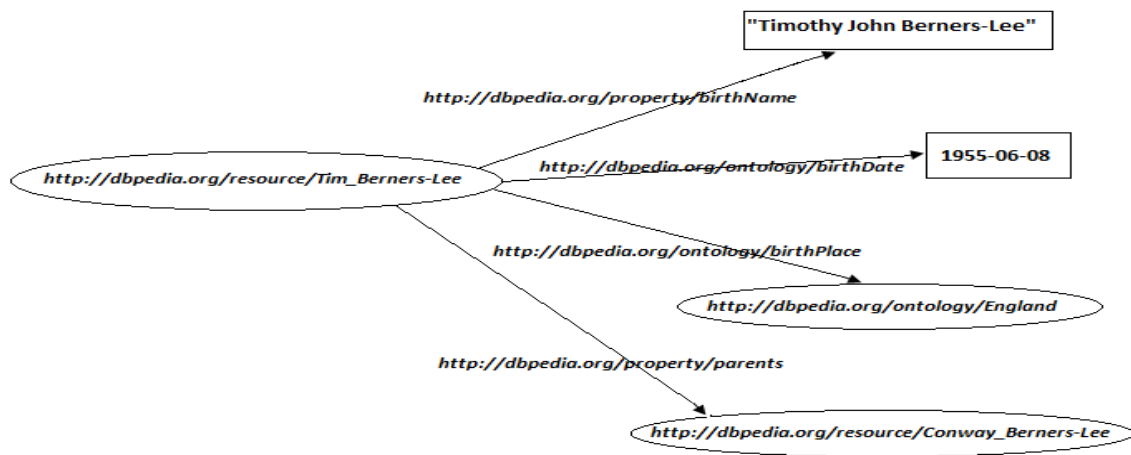 "Timothy John Berners-Lee"
http://dbpedia.org/property/birthName
1955-06-08
http://dbpedia.org/ontology/birthDate
http://dbpedia.org/resource/Tim_Berners-Lee
http://dbpedia.org/ontology/birthPlace
http://dbpedia.org/ontology/England
http://dbpedia.org/property/parents
http://dbpedia.org/resource/Conway_Berners-Lee